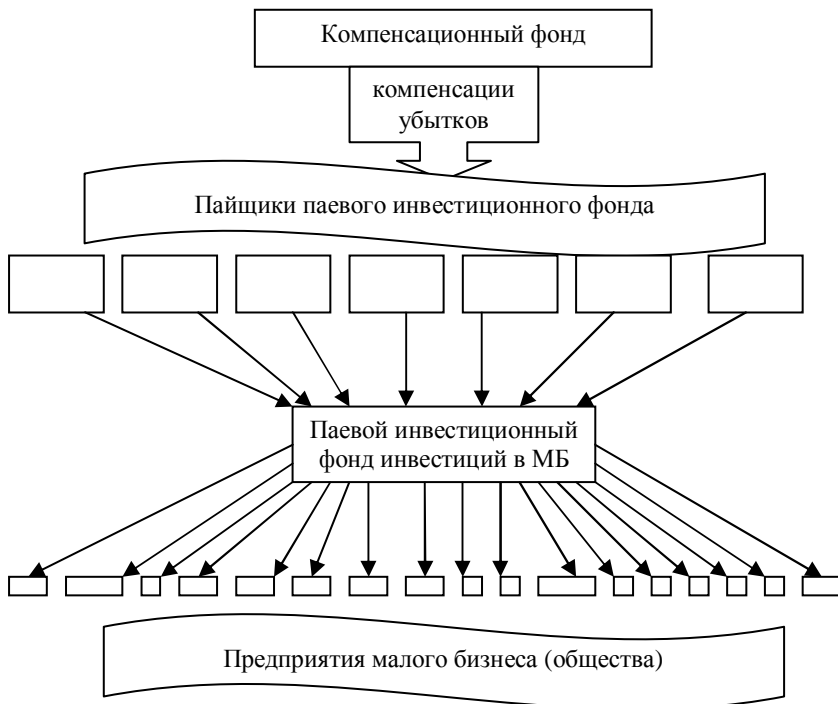 Компенсационный фонд
компенсации
убытков
Пайщики паевого инвестиционного фонда
Паевой инвестиционный
фонд инвестиций в МБ
Предприятия малого бизнеса (общества)